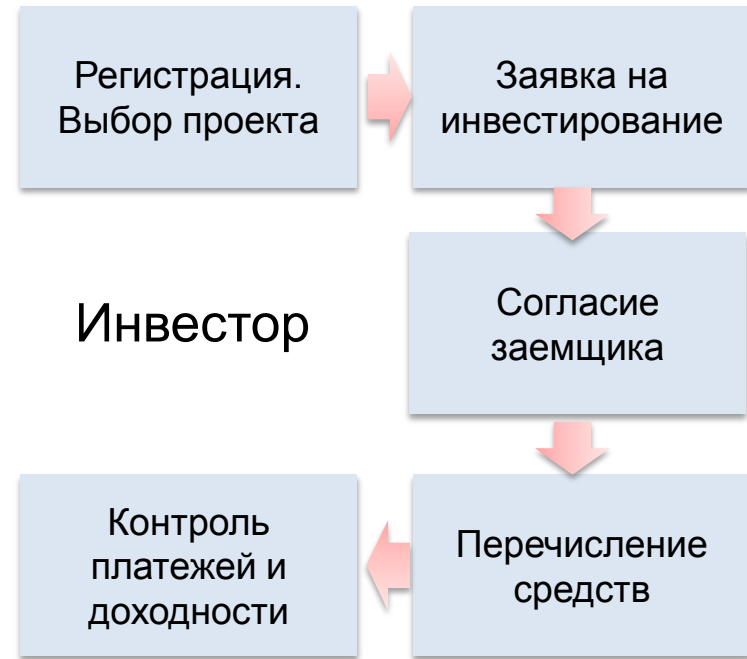 Регистрация.
Выбор проекта
Заявка на
инвестирование
Инвестор
Согласие
заемщика
Контроль
платежей и
доходности
Перечисление
средств